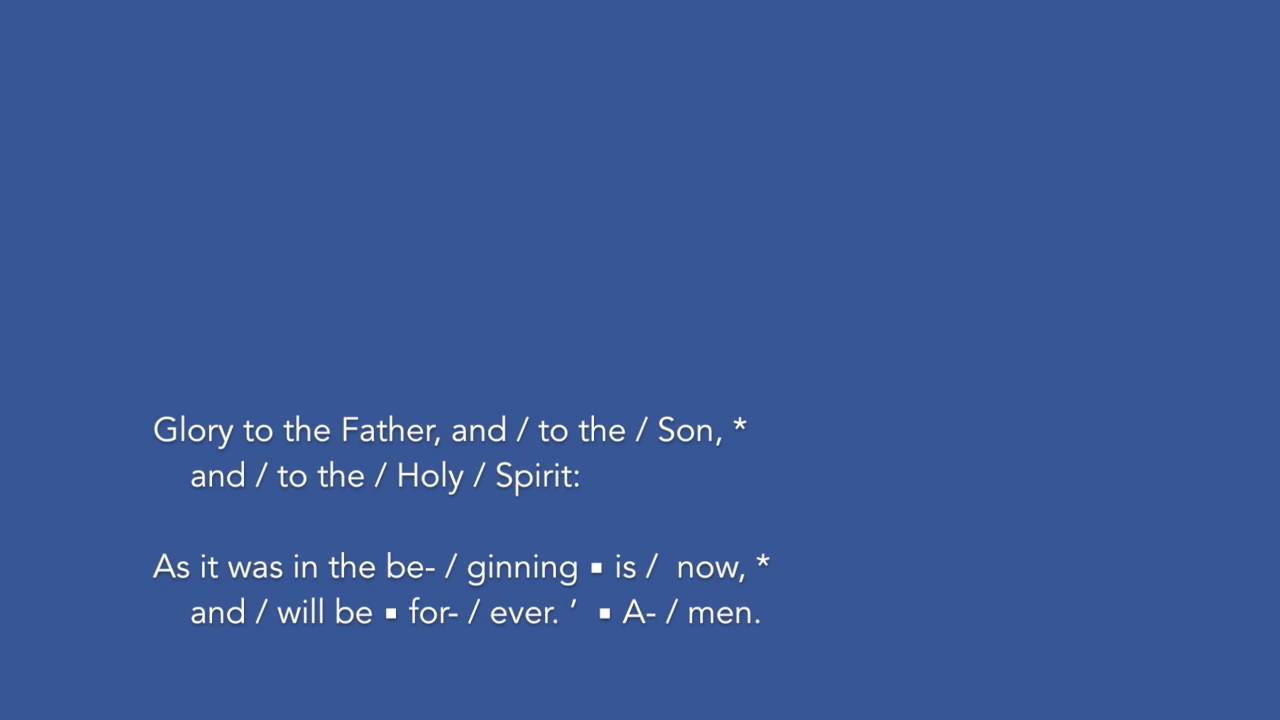 Glory to the Father, and / to the / Son, *
and / to the / Holy / Spirit:
As it was in the be- / ginning ▪ is / now, *
and / will be ▪ for- / ever. ’ ▪ A- / men.